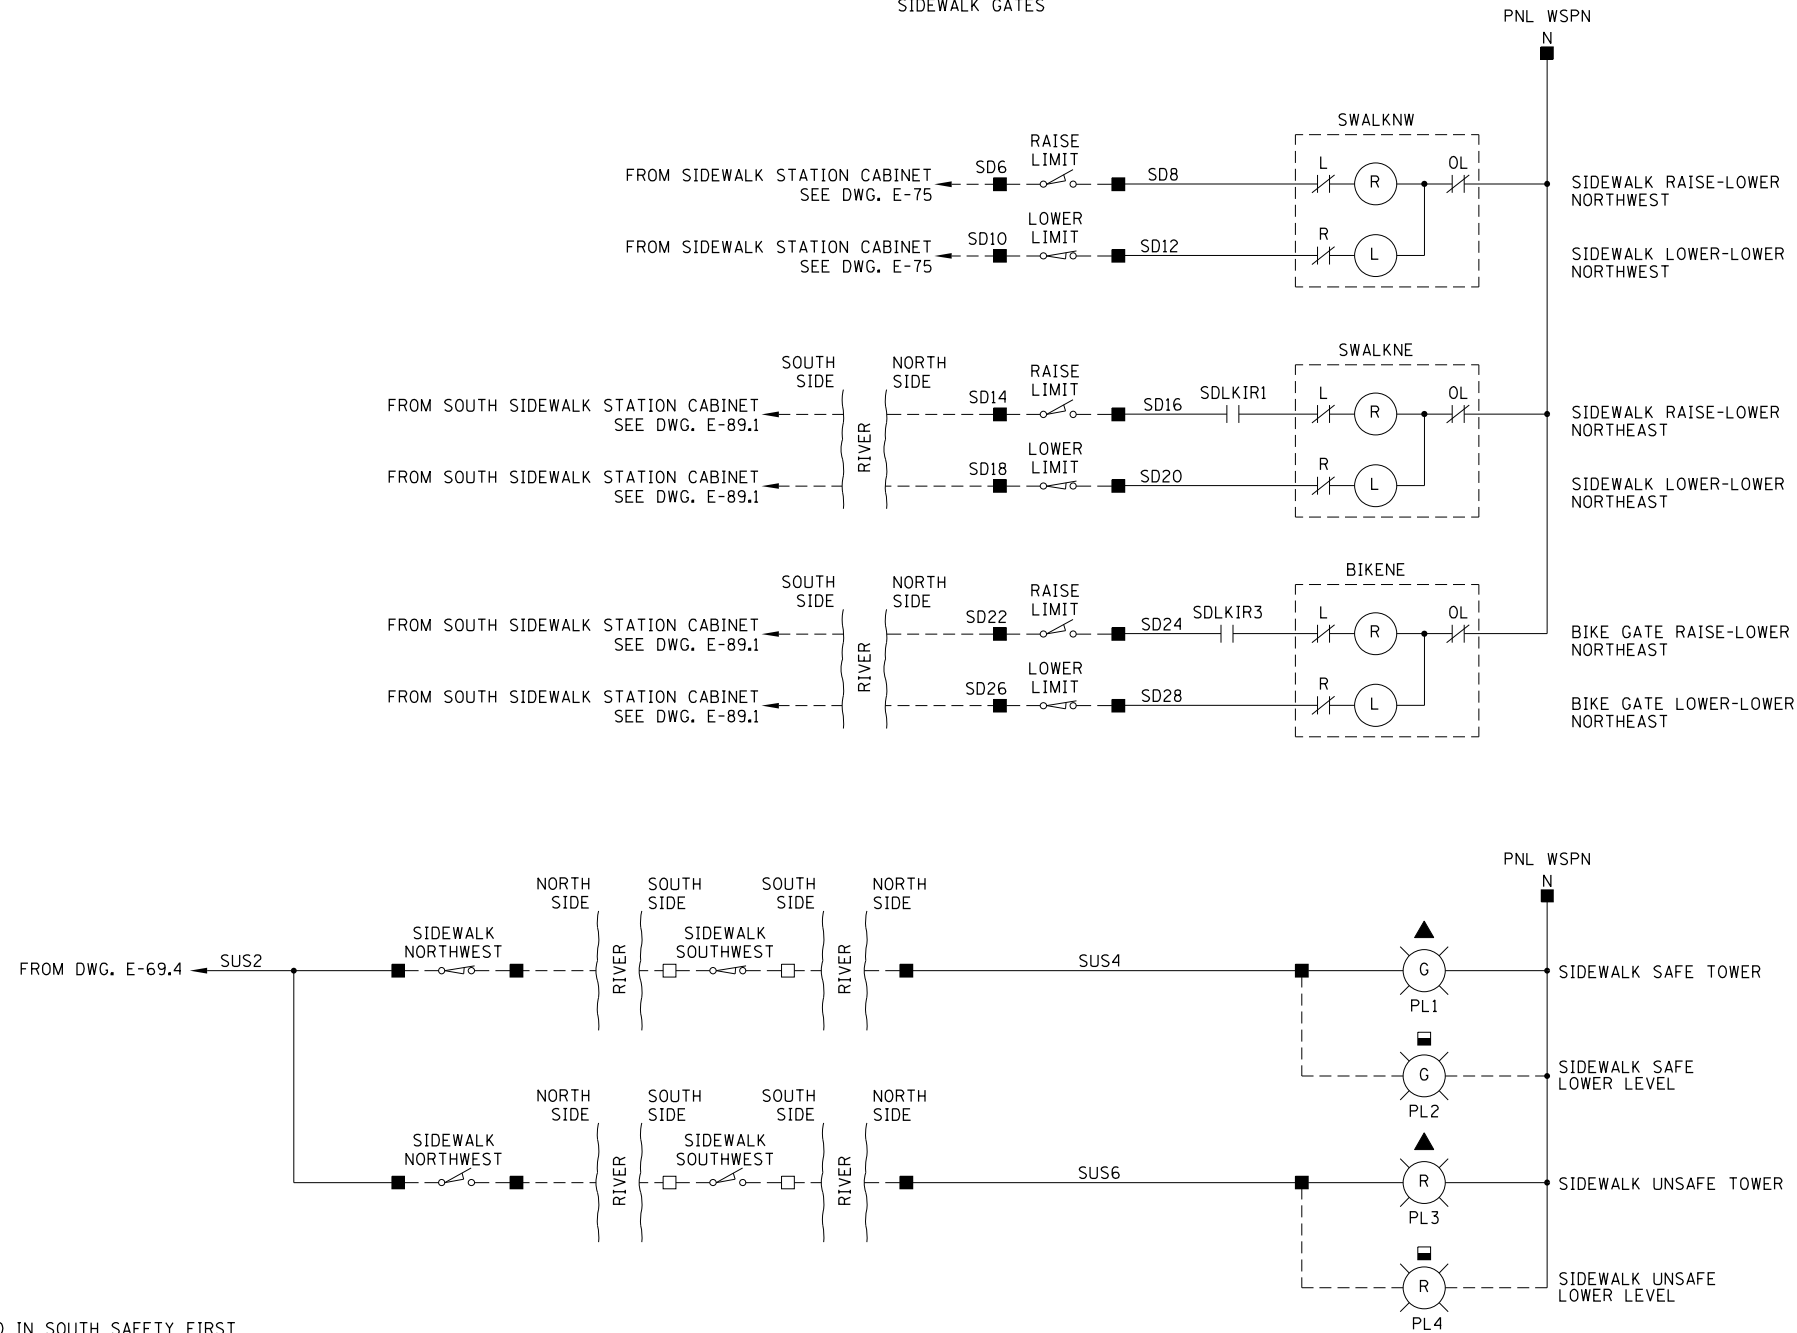 SIDEWALK GATES
PNL WSPN
N
SWALKNW
FROM SIDEWALK STATION CABINET
SEE DWG. E-75
SD6
RAISE
LIMIT
SD8
L
R
OL
SIDEWALK RAISE-LOWER
NORTHWEST
FROM SIDEWALK STATION CABINET
SEE DWG. E-75
SD10
LOWER
LIMIT
SD12
R
L
SIDEWALK LOWER-LOWER
NORTHWEST
SWALKNE
SOUTH
SIDE
NORTH
SIDE
RIVER
FROM SOUTH SIDEWALK STATION CABINET
SEE DWG. E-89.1
SD14
RAISE
LIMIT
SD16
SDLKIR1
L
R
OL
SIDEWALK RAISE-LOWER
NORTHEAST
FROM SOUTH SIDEWALK STATION CABINET
SEE DWG. E-89.1
SD18
LOWER
LIMIT
SD20
R
L
SIDEWALK LOWER-LOWER
NORTHEAST
BIKENE
SOUTH
SIDE
NORTH
SIDE
RIVER
FROM SOUTH SIDEWALK STATION CABINET
SEE DWG. E-89.1
SD22
RAISE
LIMIT
SD24
SDLKIR3
L
R
OL
BIKE GATE RAISE-LOWER
NORTHEAST
FROM SOUTH SIDEWALK STATION CABINET
SEE DWG. E-89.1
SD26
LOWER
LIMIT
SD28
R
L
BIKE GATE LOWER-LOWER
NORTHEAST
PNL WSPN
N
FROM DWG. E-69.4
SUS2
SIDEWALK
NORTHWEST
NORTH
SIDE
RIVER
SOUTH
SIDE
SIDEWALK
SOUTHWEST
SOUTH
SIDE
RIVER
NORTH
SIDE
SUS4
G
PL1
SIDEWALK SAFE TOWER
G
PL2
SIDEWALK SAFE
LOWER LEVEL
SIDEWALK
NORTHWEST
NORTH
SIDE
RIVER
SOUTH
SIDE
SIDEWALK
SOUTHWEST
SOUTH
SIDE
RIVER
NORTH
SIDE
SUS6
R
PL3
SIDEWALK UNSAFE TOWER
R
PL4
SIDEWALK UNSAFE
LOWER LEVEL
IN SOUTH SAFETY FIRST